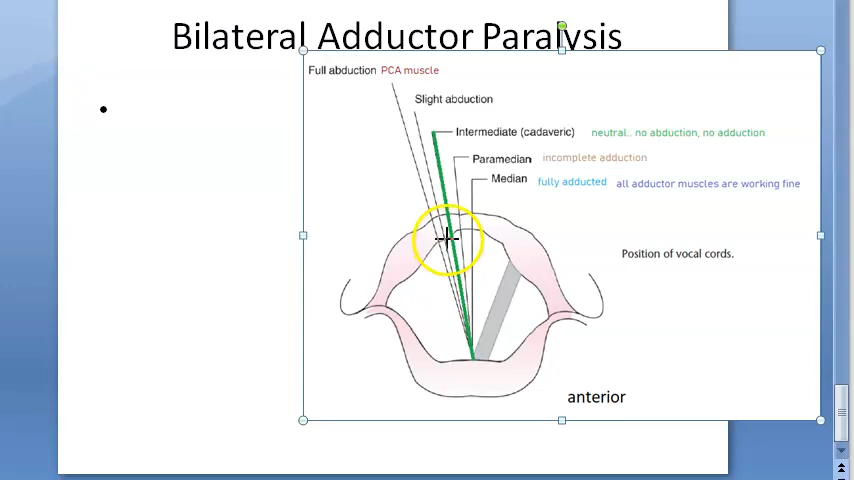 Bilateral Adductor Paralysis
•
Full abduction PCA muscle
Slight abduction
Intermediate (cadaveric) neutral.. no abduction, no adduction
Paramedian incomplete adduction
Median fully adducted all adductor muscles are working fine
Position of vocal cords.
anterior